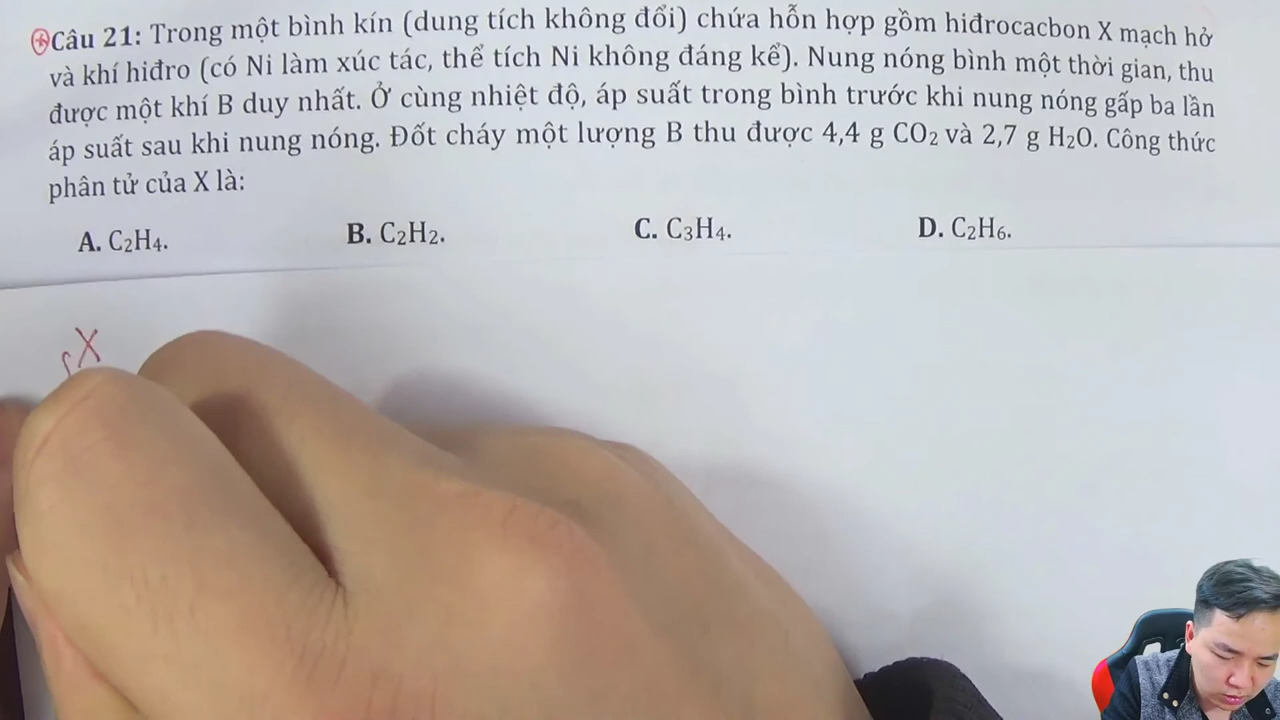 Câu 21: Trong một bình kín (dung tích không đổi) chứa hỗn hợp gồm hiđrocacbon X mạch hở
và khí hiđro (có Ni làm xúc tác, thể tích Ni không đáng kể). Nung nóng bình một thời gian, thu
được một khí B duy nhất. Ở cùng nhiệt độ, áp suất trong bình trước khi nung nóng gấp ba lần
áp suất sau khi nung nóng. Đốt cháy một lượng B thu được 4,4 g CO₂ và 2,7 g H₂O. Công thức
phân tử của X là:
A. C₂H₄. B. C₂H₂. C. C₃H₄. D. C₂H₆.
X